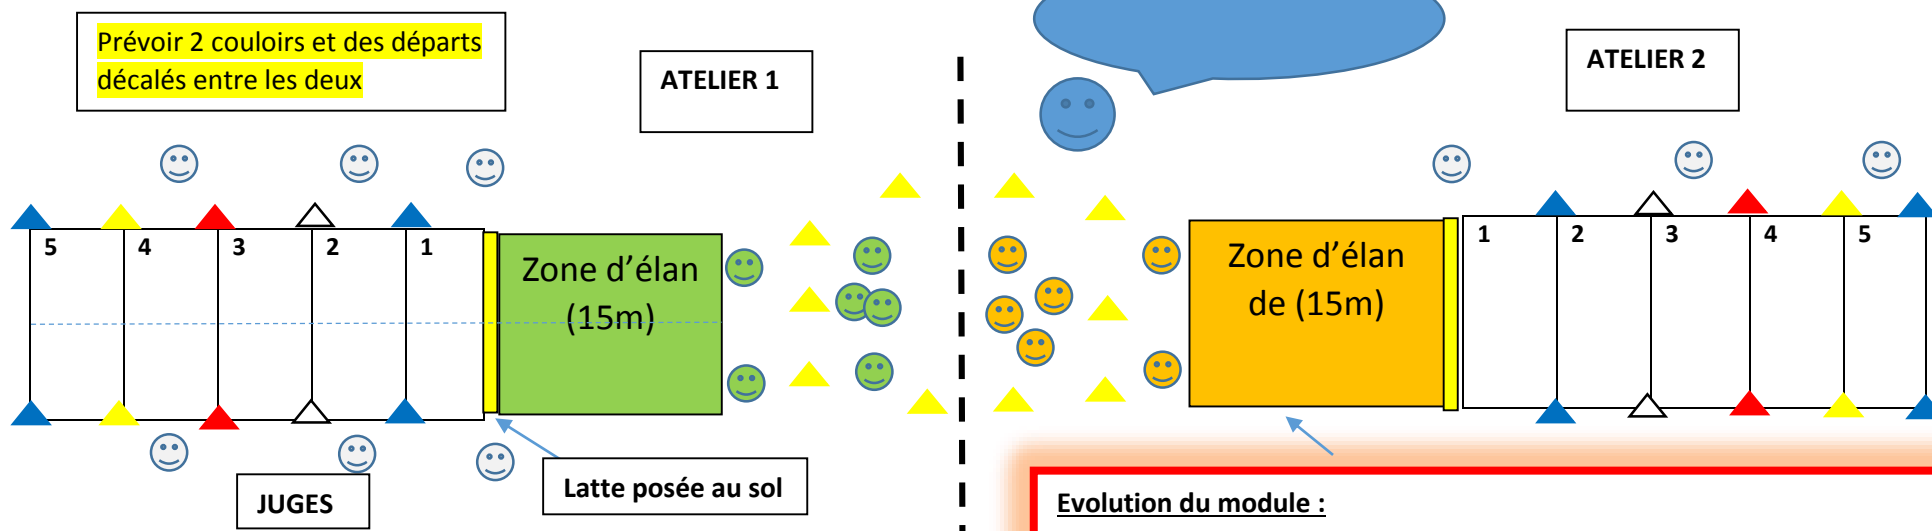 Prévoir 2 couloirs et des départs
décalés entre les deux
ATELIER 1
ATELIER 2
5 4 3 2 1
Zone d’élan
(15m)
Zone d’élan
de (15m)
1 2 3 4 5
JUGES
Latte posée au sol
Evolution du module :